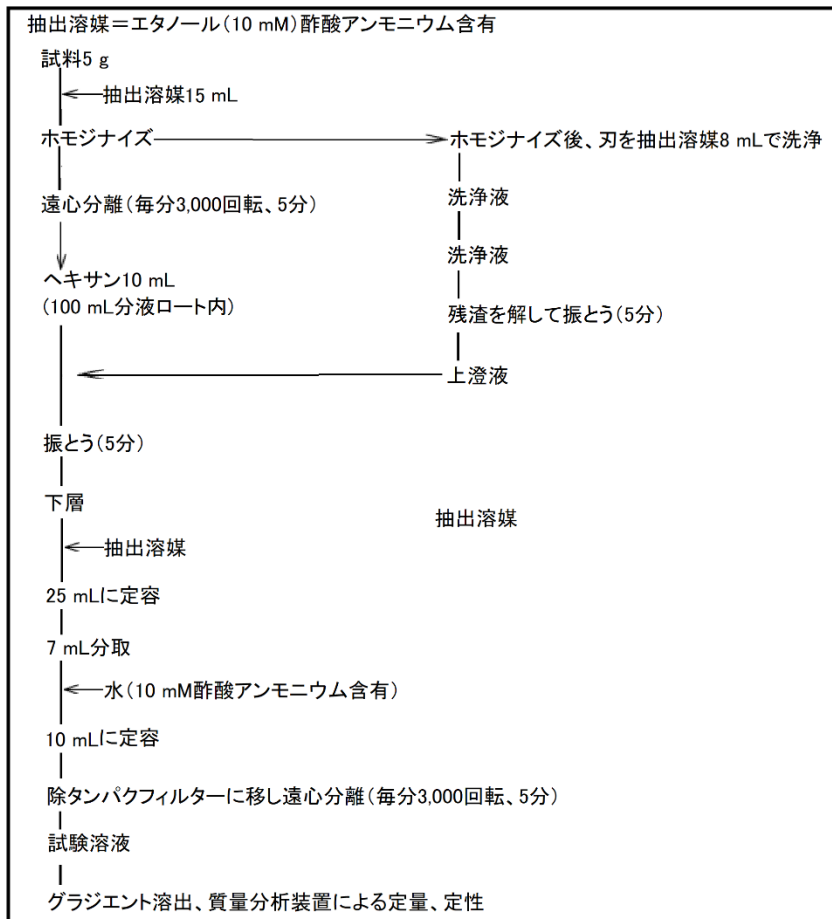 抽出溶媒＝エタノール（10 mM）酢酸アンモニウム含有
試料5 g
抽出溶媒15 mL
ホモジナイズ
ホモジナイズ後、刃を抽出溶媒8 mLで洗浄
遠心分離（毎分3,000回転、5分）
洗浄液
洗浄液
ヘキサン10 mL
（100 mL分液ロート内）
残渣を解して振とう（5分）
上澄液
振とう（5分）
下層
抽出溶媒
抽出溶媒
25 mLに定容
7 mL分取
水（10 mM酢酸アンモニウム含有）
10 mLに定容
除タンパクフィルターに移し遠心分離（毎分3,000回転、5分）
試験溶液
グラジエント溶出、質量分析装置による定量、定性